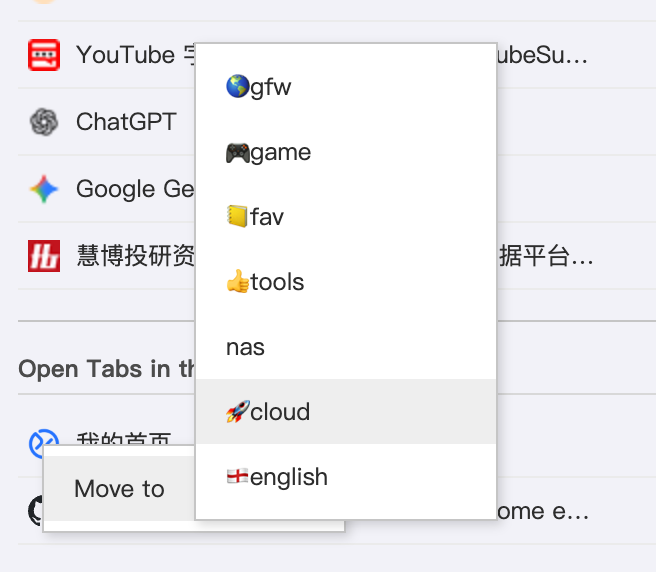 YouTube
ubeSu...
🌎gfw
ChatGPT
🎮game
Google Ge
📒fav
慧博投研资
据平台...
👍tools
nas
Open Tabs in th
🚀cloud
我的首页
🏴󠁧󠁢󠁥󠁮󠁧󠁿english
Move to
ome e...